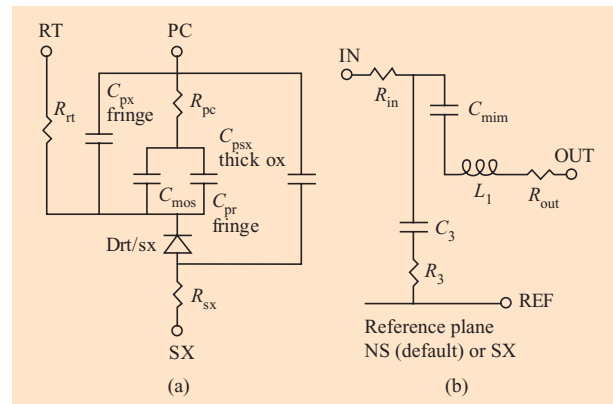 RT
PC
C_px
fringe
R_pc
R_rt
C_psx
thick ox
C_mos
C_pr
fringe
Drt/sx
R_sx
SX
(a)
IN
R_in
C_mim
OUT
L_1
R_out
C_3
R_3
REF
Reference plane
NS (default) or SX
(b)